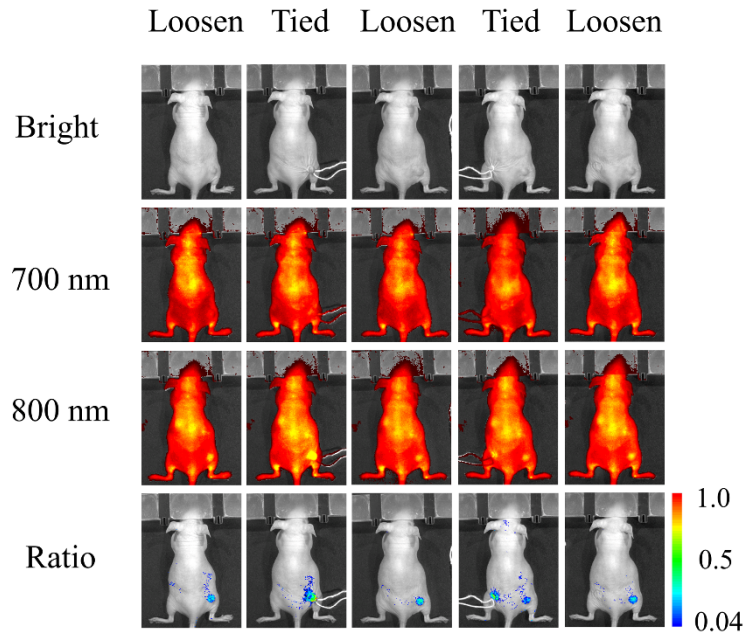 Loosen Tied Loosen Tied Loosen
Bright
700 nm
800 nm
Ratio
1.0
0.5
0.04